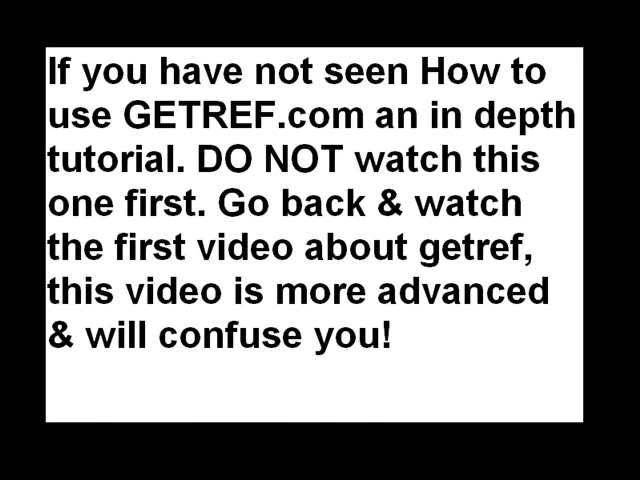 If you have not seen How to
use GETREF.com an in depth
tutorial. DO NOT watch this
one first. Go back & watch
the first video about getref,
this video is more advanced
& will confuse you!